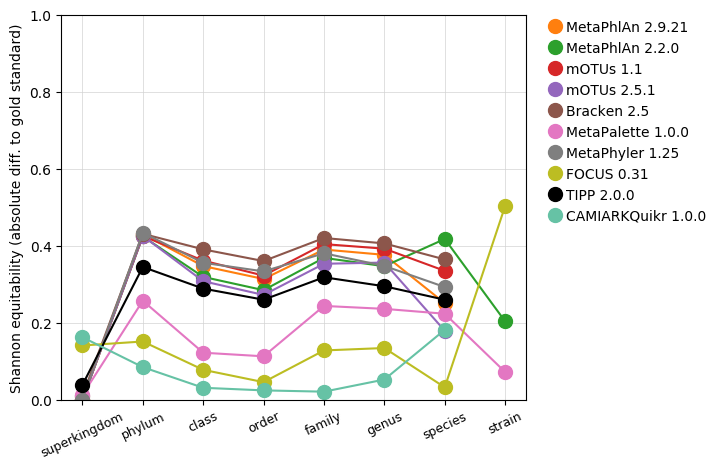 Shannon equitability (absolute diff. to gold standard)
1.0
0.8
0.6
0.4
0.2
0.0
superkingdom
phylum
class
order
family
genus
species
strain
MetaPhlAn 2.9.21
MetaPhlAn 2.2.0
mOTUs 1.1
mOTUs 2.5.1
Bracken 2.5
MetaPalette 1.0.0
MetaPhyler 1.25
FOCUS 0.31
TIPP 2.0.0
CAMIARKQuikr 1.0.0